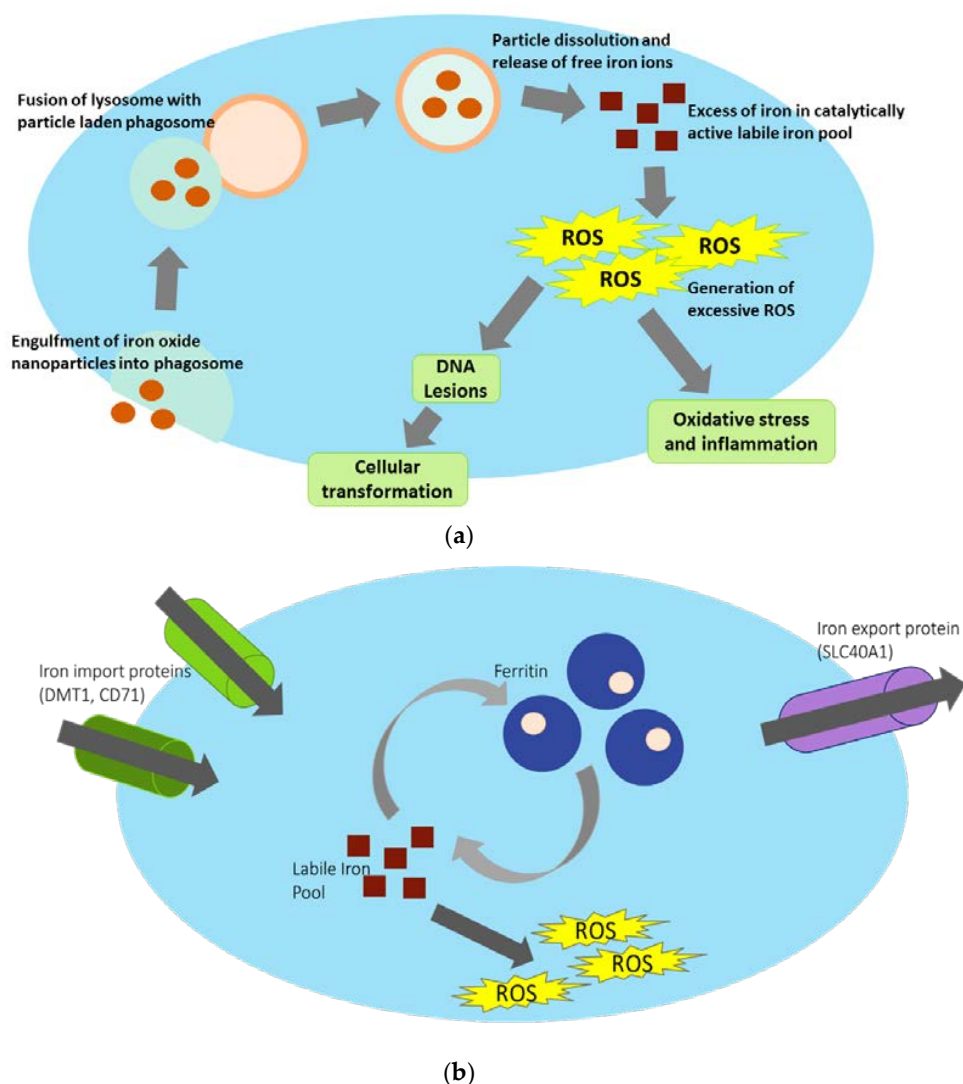 Particle dissolution and
release of free iron ions
Fusion of lysosome with
particle laden phagosome
Excess of iron in catalytically
active labile iron pool
ROS
ROS
ROS
Generation of
excessive ROS
Engulfment of iron oxide
nanoparticles into phagosome
DNA
Lesions
Oxidative stress
and inflammation
Cellular
transformation
(a)
Iron import proteins
(DMT1, CD71)
Ferritin
Iron export protein
(SLC40A1)
Labile Iron
Pool
ROS
ROS
ROS
(b)